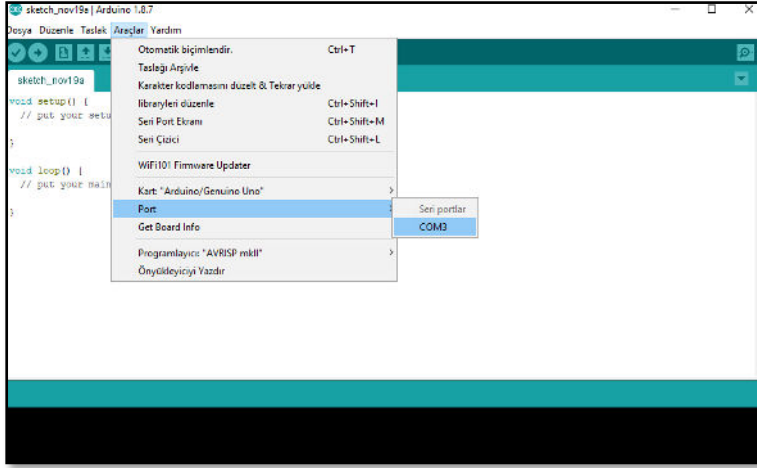 sketch_nov19a | Arduino 1.8.7
Dosya Düzenle Taslak Araçlar Yardım
sketch_nov19a
void setup() {
// put your setu
}
void loop() {
// put your main
}
Otomatik biçimlendir. Ctrl+T
Taslağı Arşivle
Karakter kodlamasını düzelt & Tekrar yükle
libraryleri düzenle Ctrl+Shift+I
Seri Port Ekranı Ctrl+Shift+M
Seri Çizici Ctrl+Shift+L
WiFi101 Firmware Updater
Kart: "Arduino/Genuino Uno"
Port
Get Board Info
Programlayıcı: "AVRISP mkII"
Önyükleyiciyi Yazdır
Seri portlar
COM3